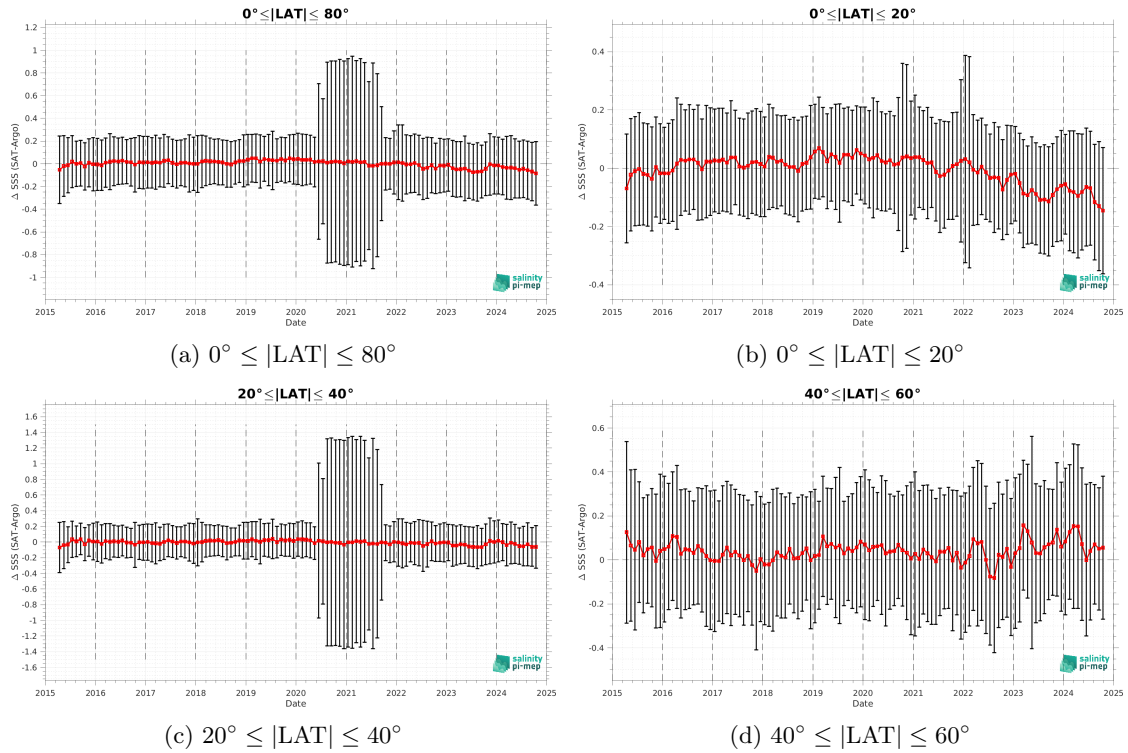 0°≤|LAT|≤ 80°
1.2
1
0.8
0.6
0.4
0.2
0
-0.2
-0.4
-0.6
-0.8
-1
Δ SSS (SAT-Argo)
salinity
pi-mep
2015 2016 2017 2018 2019 2020 2021 2022 2023 2024 2025
Date
(a) 0° ≤ |LAT| ≤ 80°
0°≤|LAT|≤ 20°
0.4
0.2
0
-0.2
-0.4
Δ SSS (SAT-Argo)
salinity
pi-mep
2015 2016 2017 2018 2019 2020 2021 2022 2023 2024 2025
Date
(b) 0° ≤ |LAT| ≤ 20°
20°≤|LAT|≤ 40°
1.6
1.4
1.2
1
0.8
0.6
0.4
0.2
0
-0.2
-0.4
-0.6
-0.8
-1
-1.2
-1.4
-1.6
Δ SSS (SAT-Argo)
salinity
pi-mep
2015 2016 2017 2018 2019 2020 2021 2022 2023 2024 2025
Date
(c) 20° ≤ |LAT| ≤ 40°
40°≤|LAT|≤ 60°
0.6
0.4
0.2
0
-0.2
-0.4
Δ SSS (SAT-Argo)
salinity
pi-mep
2015 2016 2017 2018 2019 2020 2021 2022 2023 2024 2025
Date
(d) 40° ≤ |LAT| ≤ 60°